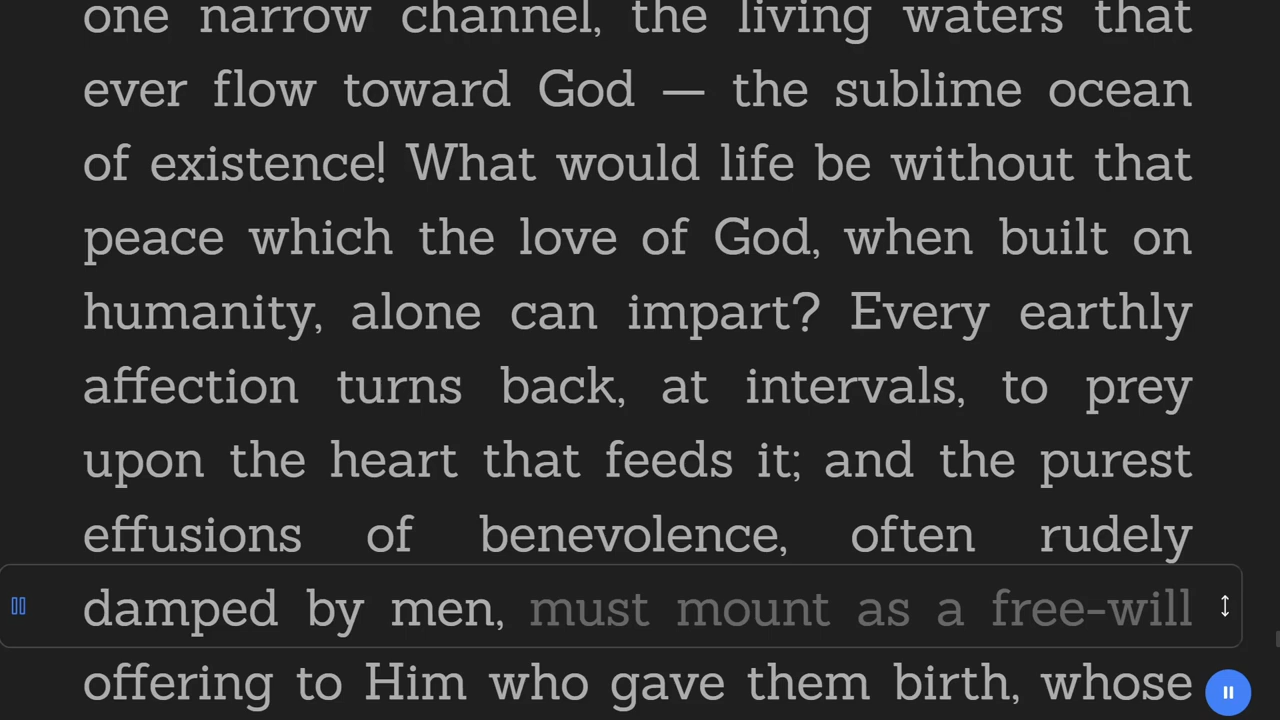 one narrow channel, the living waters that
ever flow toward God — the sublime ocean
of existence! What would life be without that
peace which the love of God, when built on
humanity, alone can impart? Every earthly
affection turns back, at intervals, to prey
upon the heart that feeds it; and the purest
effusions of benevolence, often rudely
damped by men, must mount as a free-will
offering to Him who gave them birth, whose